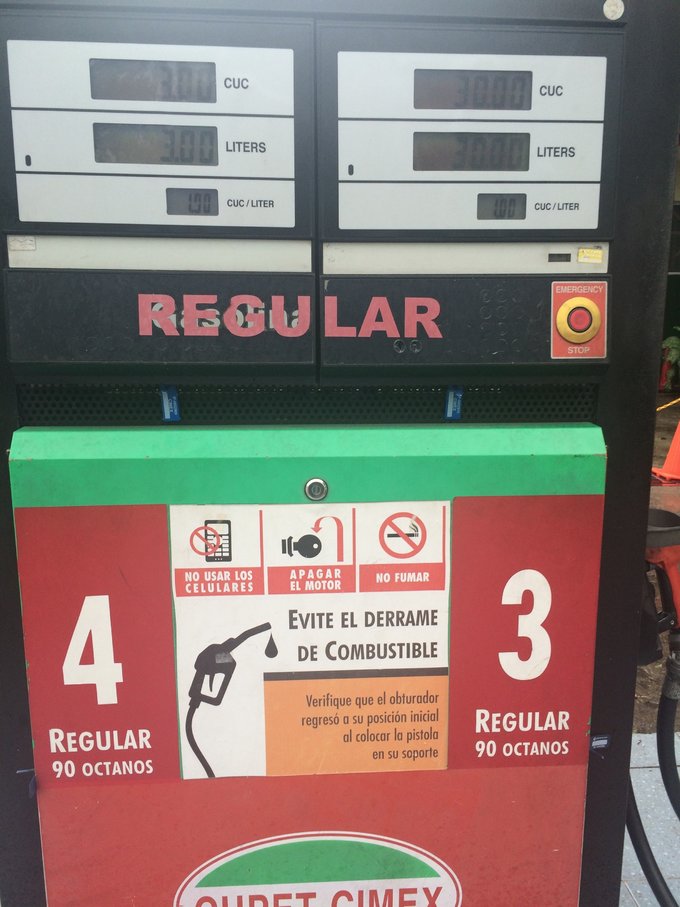 3.00 CUC
3.00 LITERS
1.00 CUC / LITER
30.00 CUC
30.00 LITERS
1.00 CUC / LITER
REGULAR
EMERGENCY
STOP
NO USAR LOS
CELULARES
APAGAR
EL MOTOR
NO FUMAR
EVITE EL DERRAME
DE COMBUSTIBLE
Verifique que el obturador
regresó a su posición inicial
al colocar la pistola
en su soporte
4
REGULAR
90 OCTANOS
3
REGULAR
90 OCTANOS
CUPET CIMEX